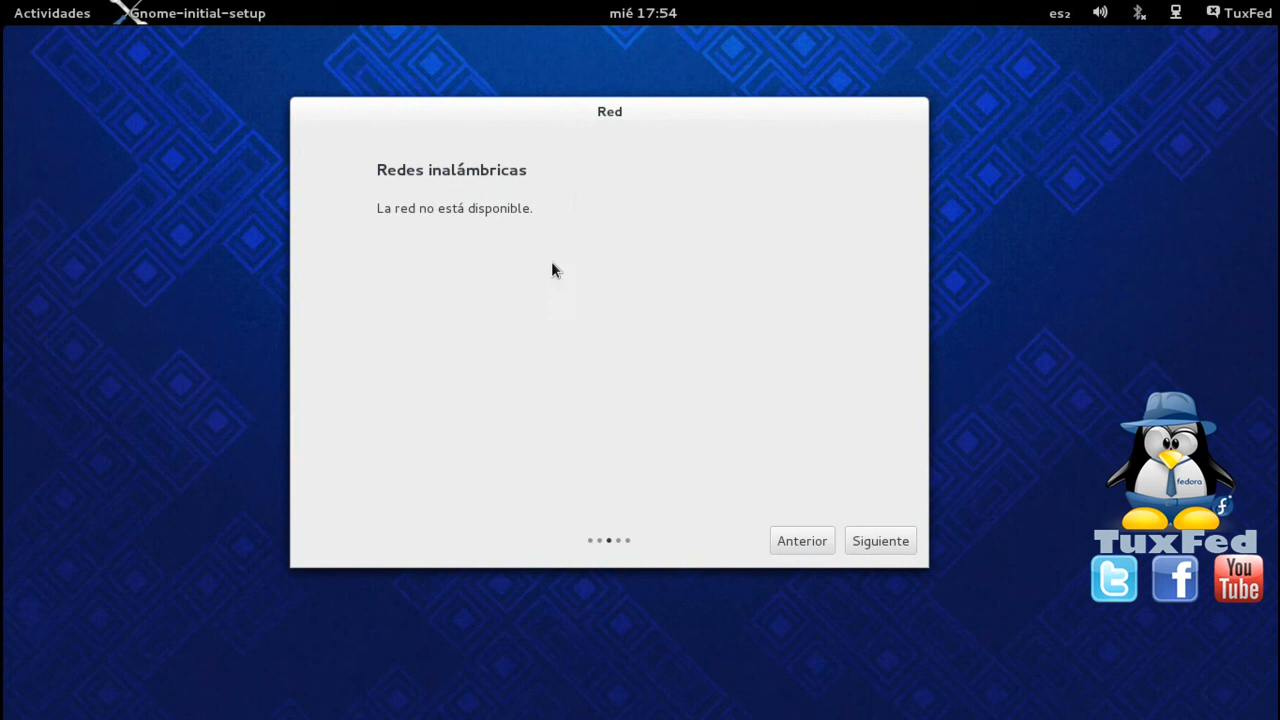 Actividades
Gnome-initial-setup
mié 17:54
es₂
TuxFed
Red
Redes inalámbricas
La red no está disponible.
Anterior
Siguiente
fedora
TuxFed
You
Tube